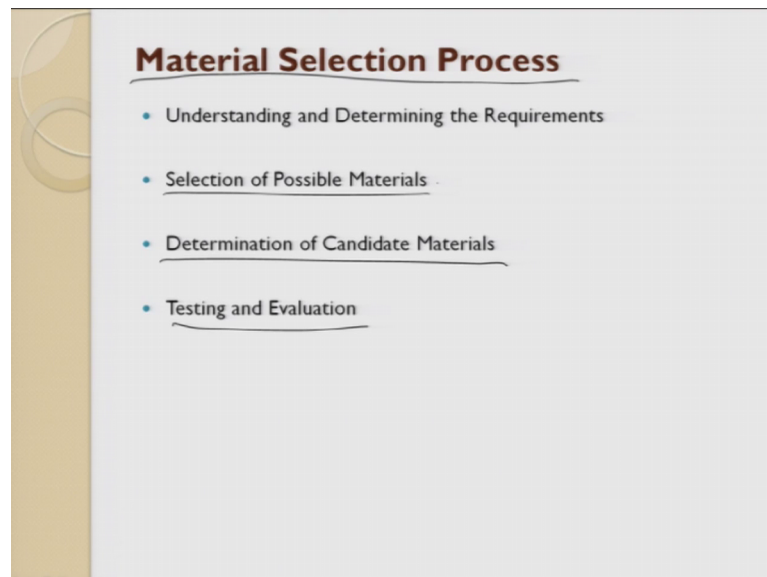 Material Selection Process
• Understanding and Determining the Requirements
• Selection of Possible Materials
• Determination of Candidate Materials
• Testing and Evaluation